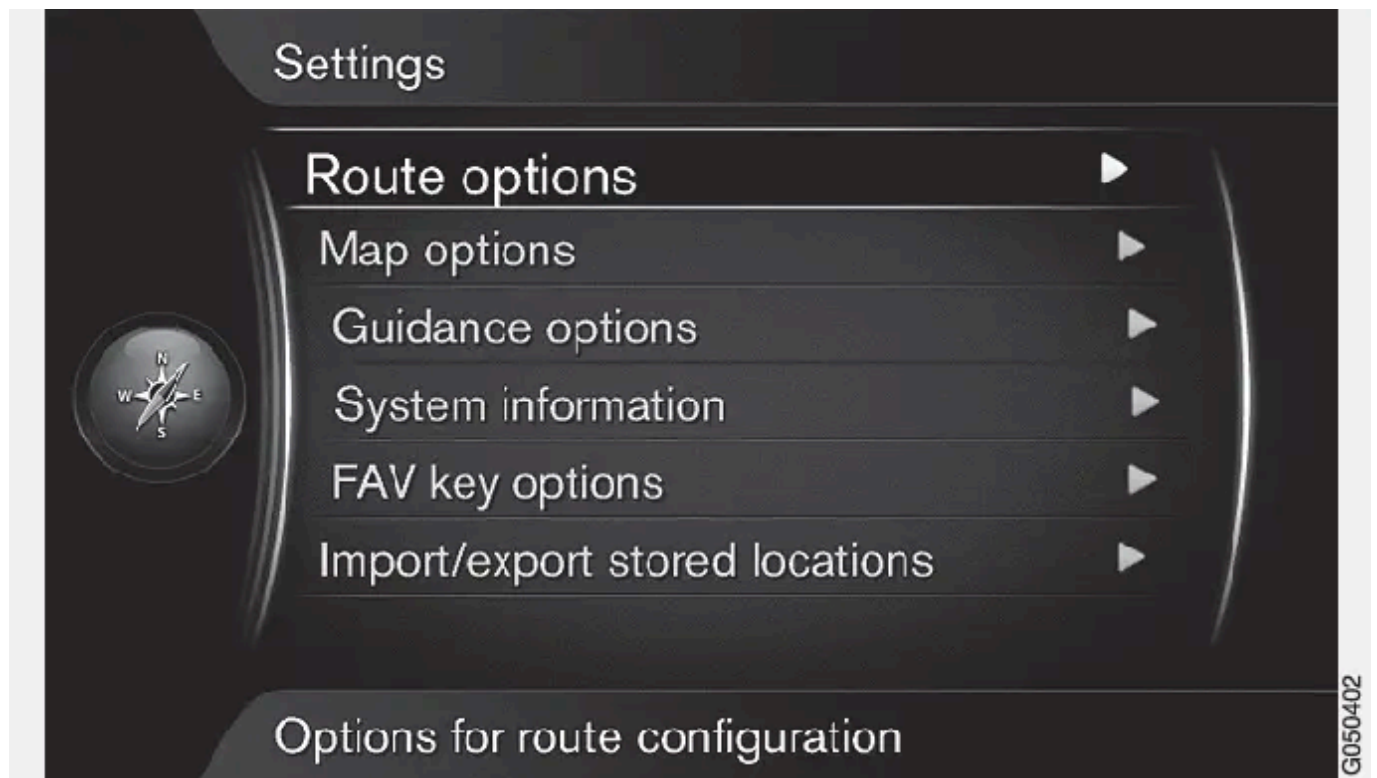 Settings
Route options
Map options
Guidance options
System information
FAV key options
Import/export stored locations
N
W
E
S
Options for route configuration
G050402